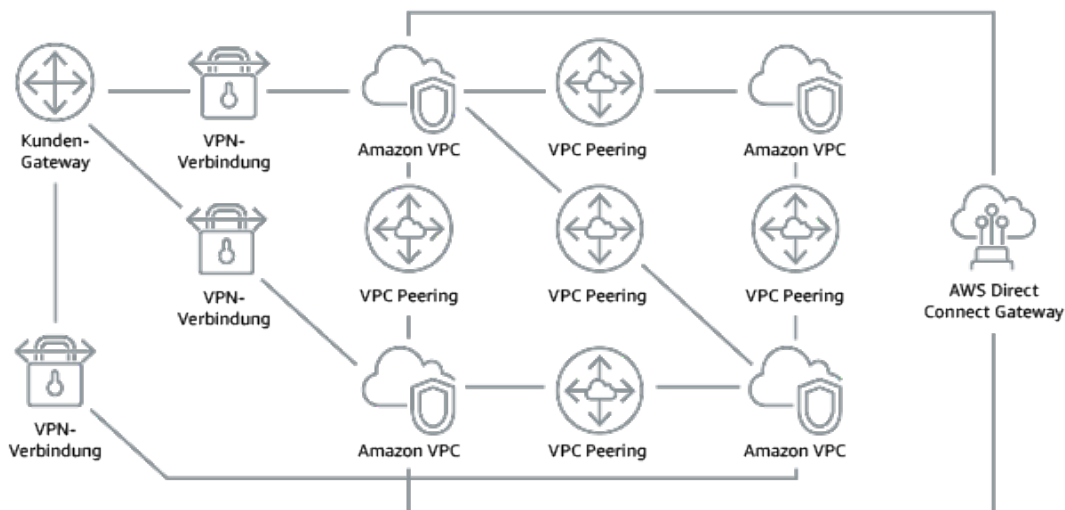 Kunden-
Gateway
VPN-
Verbindung
Amazon VPC
VPC Peering
Amazon VPC
VPN-
Verbindung
VPC Peering
VPC Peering
VPC Peering
AWS Direct
Connect Gateway
VPN-
Verbindung
Amazon VPC
VPC Peering
Amazon VPC